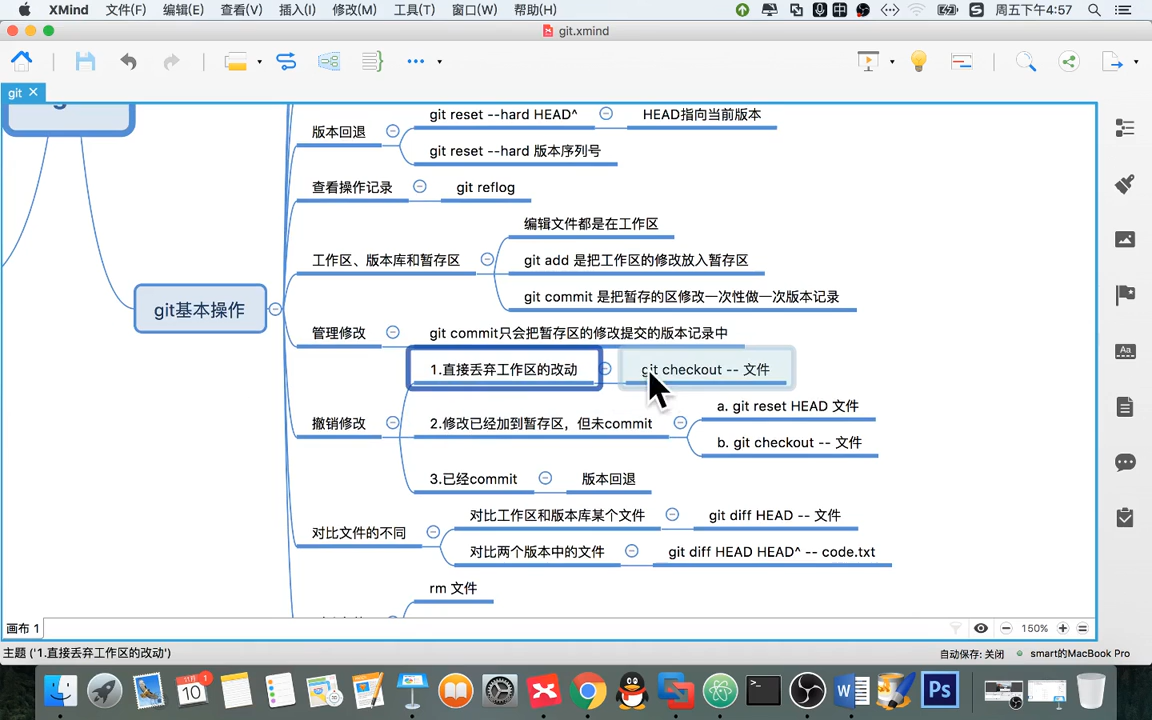 XMind 文件(F) 编辑(E) 查看(V) 插入(I) 修改(M) 工具(T) 窗口(W) 帮助(H) 周五下午4:57
git.xmind
git
git reset --hard HEAD^ HEAD指向当前版本
版本回退
git reset --hard 版本序列号
查看操作记录 git reflog
编辑文件都是在工作区
工作区、版本库和暂存区 git add 是把工作区的修改放入暂存区
git commit 是把暂存的区修改一次性做一次版本记录
git基本操作
管理修改 git commit只会把暂存区的修改提交的版本记录中
1.直接丢弃工作区的改动 git checkout -- 文件
a. git reset HEAD 文件
撤销修改 2.修改已经加到暂存区，但未commit
b. git checkout -- 文件
3.已经commit 版本回退
对比工作区和版本库某个文件 git diff HEAD -- 文件
对比文件的不同
对比两个版本中的文件 git diff HEAD HEAD^ -- code.txt
rm 文件
画布 1 150%
主题 ('1.直接丢弃工作区的改动') 自动保存: 关闭 smart的MacBook Pro